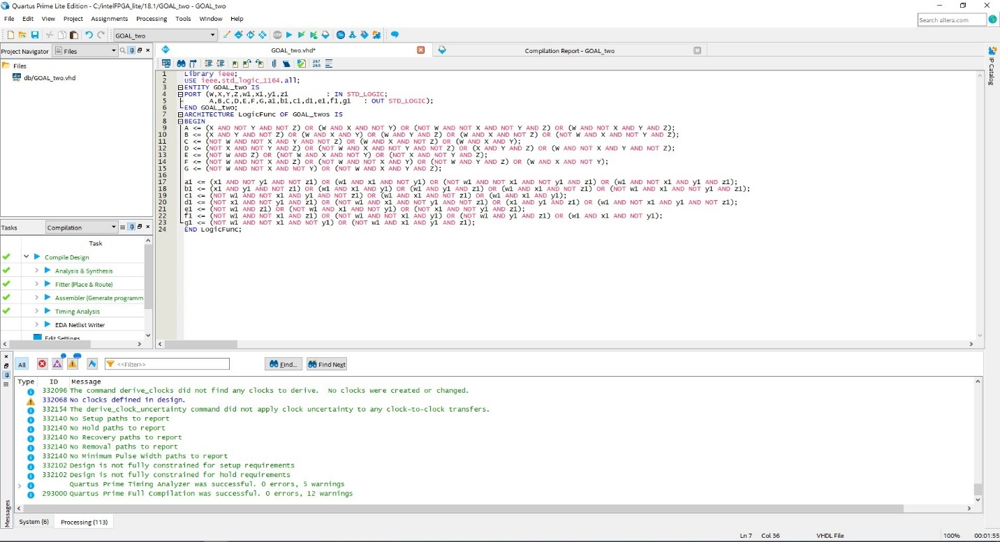 Quartus Prime Lite Edition - C:/intelFPGA_lite/18.1/GOAL_two - GOAL_two
File Edit View Project Assignments Processing Tools Window Help
Search altera.com
GOAL_two
Project Navigator Files
GOAL_two.vhd*
Compilation Report - GOAL_two
IP Catalog
Files
db/GOAL_two.vhd
267
268
1 Library ieee;
2 USE ieee.std_logic_1164.all;
3 ENTITY GOAL_two IS
4 PORT (W,X,Y,Z,w1,x1,y1,z1 : IN STD_LOGIC;
5 A,B,C,D,E,F,G,a1,b1,c1,d1,e1,f1,g1 : OUT STD_LOGIC);
6 END GOAL_two;
7 ARCHITECTURE LogicFunc OF GOAL_twos IS
8 BEGIN
9 A <= (X AND NOT Y AND NOT Z) OR (W AND X AND NOT Y) OR (NOT W AND NOT X AND NOT Y AND Z) OR (W AND NOT X AND Y AND Z);
10 B <= (X AND Y AND NOT Z) OR (W AND X AND Y) OR (W AND Y AND Z) OR (W AND X AND NOT Z) OR (NOT W AND X AND NOT Y AND Z);
11 C <= (NOT W AND NOT X AND Y AND NOT Z) OR (W AND X AND NOT Z) OR (W AND X AND Y);
12 D <= (NOT X AND NOT Y AND Z) OR (NOT W AND X AND NOT Y AND NOT Z) OR (X AND Y AND Z) OR (W AND NOT X AND Y AND NOT Z);
13 E <= (NOT W AND Z) OR (NOT W AND X AND NOT Y) OR (NOT X AND NOT Y AND Z);
14 F <= (NOT W AND NOT X AND Z) OR (NOT W AND NOT X AND Y) OR (NOT W AND Y AND Z) OR (W AND X AND NOT Y);
15 G <= (NOT W AND NOT X AND NOT Y) OR (NOT W AND X AND Y AND Z);
16
17 a1 <= (x1 AND NOT y1 AND NOT z1) OR (w1 AND x1 AND NOT y1) OR (NOT w1 AND NOT x1 AND NOT y1 AND z1) OR (w1 AND NOT x1 AND y1 AND z1);
18 b1 <= (x1 AND y1 AND NOT z1) OR (w1 AND x1 AND y1) OR (w1 AND y1 AND z1) OR (w1 AND x1 AND NOT z1) OR (NOT w1 AND x1 AND NOT y1 AND z1);
19 c1 <= (NOT w1 AND NOT x1 AND y1 AND NOT z1) OR (w1 AND x1 AND NOT z1) OR (w1 AND x1 AND y1);
20 d1 <= (NOT x1 AND NOT y1 AND z1) OR (NOT w1 AND x1 AND NOT y1 AND NOT z1) OR (x1 AND y1 AND z1) OR (w1 AND NOT x1 AND y1 AND NOT z1);
21 e1 <= (NOT w1 AND z1) OR (NOT w1 AND x1 AND NOT y1) OR (NOT x1 AND NOT y1 AND z1);
22 f1 <= (NOT w1 AND NOT x1 AND z1) OR (NOT w1 AND NOT x1 AND y1) OR (NOT w1 AND y1 AND z1) OR (w1 AND x1 AND NOT y1);
23 g1 <= (NOT w1 AND NOT x1 AND NOT y1) OR (NOT w1 AND x1 AND y1 AND z1);
24 END LogicFunc;
Tasks Compilation
Task
Compile Design
Analysis & Synthesis
Fitter (Place & Route)
Assembler (Generate programm
Timing Analysis
EDA Netlist Writer
Edit Settings
All <<Filter>> Find... Find Next
Type ID Message
332096 The command derive_clocks did not find any clocks to derive. No clocks were created or changed.
332068 No clocks defined in design.
332154 The derive_clock_uncertainty command did not apply clock uncertainty to any clock-to-clock transfers.
332140 No Setup paths to report
332140 No Hold paths to report
332140 No Recovery paths to report
332140 No Removal paths to report
332140 No Minimum Pulse Width paths to report
332102 Design is not fully constrained for setup requirements
332102 Design is not fully constrained for hold requirements
Quartus Prime Timing Analyzer was successful. 0 errors, 5 warnings
293000 Quartus Prime Full Compilation was successful. 0 errors, 12 warnings
Messages
System (6) Processing (113)
Ln 7 Col 36 VHDL File 100% 00:01:55